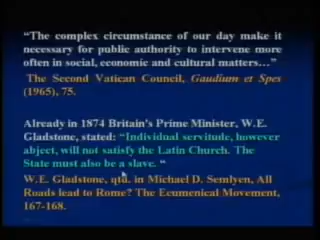 “The complex circumstance of our day make it
necessary for public authority to intervene more
often in social, economic and cultural matters…”
The Second Vatican Council, Gaudium et Spes
(1965), 75.
Already in 1874 Britain's Prime Minister, W.E.
Gladstone, stated: “Individual servitude, however
abject, will not satisfy the Latin Church. The
State must also be a slave. “
W.E. Gladstone, qtd. in Michael D. Semlyen, All
Roads lead to Rome? The Ecumenical Movement,
167-168.